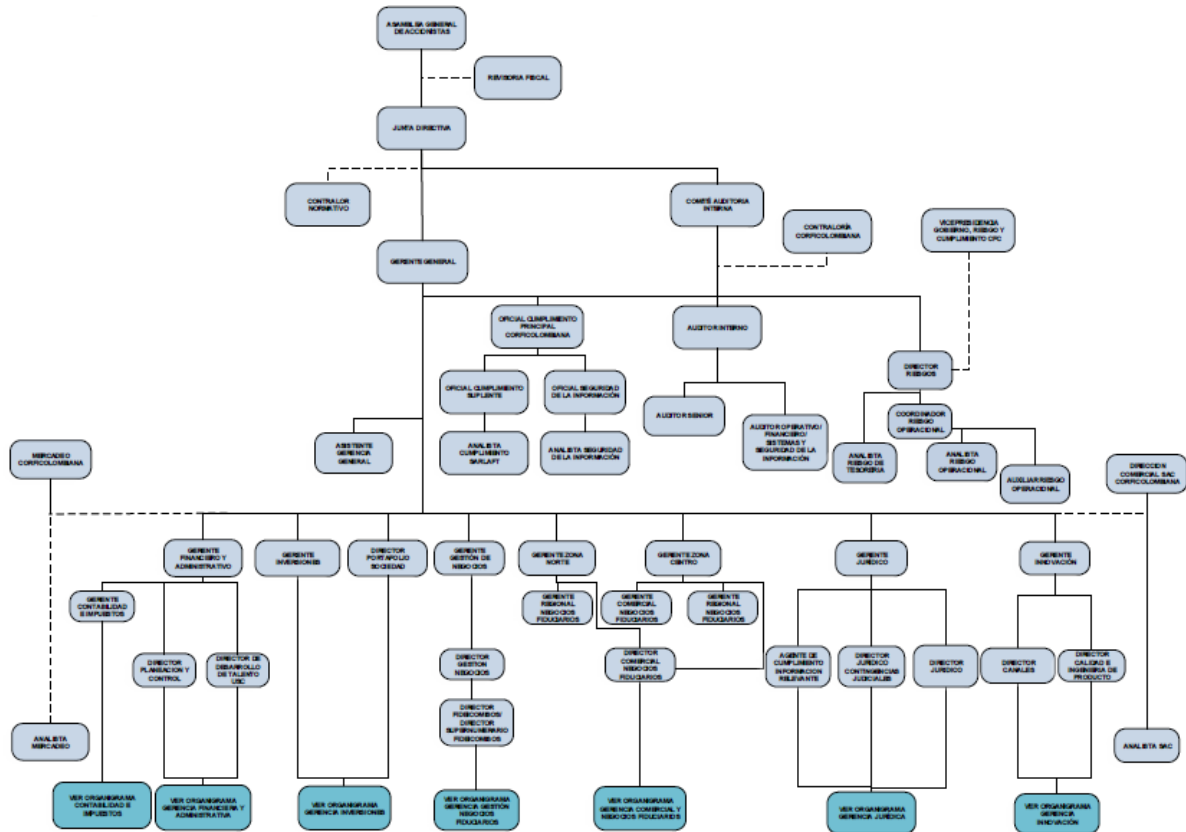 ASAMBLEA GENERAL
DE ACCIONISTAS
REVISORIA FISCAL
JUNTA DIRECTIVA
CONTRALOR
NORMATIVO
COMITÉ AUDITORIA
INTERNA
CONTRALORÍA
CORFICOLOMBIANA
VICEPRESIDENCIA
GOBIERNO, RIESGO Y
CUMPLIMIENTO CFC
GERENTE GENERAL
OFICIAL CUMPLIMIENTO
PRINCIPAL
CORFICOLOMBIANA
AUDITOR INTERNO
DIRECTOR
RIESGOS
OFICIAL CUMPLIMIENTO
SUPLENTE
OFICIAL SEGURIDAD
DE LA INFORMACIÓN
AUDITOR SENIOR
AUDITOR OPERATIVO/
FINANCIERO/
SISTEMAS Y
SEGURIDAD DE LA
INFORMACIÓN
COORDINADOR
RIESGO
OPERACIONAL
ASISTENTE
GERENCIA
GENERAL
ANALISTA
CUMPLIMIENTO
SARLAFT
ANALISTA SEGURIDAD
DE LA INFORMACIÓN
ANALISTA
RIESGO DE
TESORERIA
ANALISTA
RIESGO
OPERACIONAL
AUXILIAR RIESGO
OPERACIONAL
MERCADEO
CORFICOLOMBIANA
DIRECCION
COMERCIAL SAC
CORFICOLOMBIANA
GERENTE
FINANCIERO Y
ADMINISTRATIVO
GERENTE
INVERSIONES
DIRECTOR
PORTAFOLIO
SOCIEDAD
GERENTE
GESTIÓN DE
NEGOCIOS
GERENTE ZONA
NORTE
GERENTE ZONA
CENTRO
GERENTE
JURÍDICO
GERENTE
INNOVACIÓN
GERENTE
CONTABILIDAD
E IMPUESTOS
GERENTE
REGIONAL
NEGOCIOS
FIDUCIARIOS
GERENTE
COMERCIAL
NEGOCIOS
FIDUCIARIOS
GERENTE
REGIONAL
NEGOCIOS
FIDUCIARIOS
DIRECTOR
PLANEACION Y
CONTROL
DIRECTOR DE
DESARROLLO
DE TALENTO
USC
DIRECTOR
GESTION
NEGOCIOS
DIRECTOR
COMERCIAL
NEGOCIOS
FIDUCIARIOS
AGENTE DE
CUMPLIMIENTO
INFORMACION
RELEVANTE
DIRECTOR
JURÍDICO
CONTINGENCIAS
JUDICIALES
DIRECTOR
JURÍDICO
DIRECTOR
CANALES
DIRECTOR
CALIDAD E
INGENIERIA DE
PRODUCTO
DIRECTOR
FIDEICOMISOS/
DIRECTOR
SUPERNUMERARIO
FIDEICOMISOS
ANALISTA
MERCADEO
ANALISTA SAC
VER ORGANIGRAMA
CONTABILIDAD E
IMPUESTOS
VER ORGANIGRAMA
GERENCIA FINANCIERA Y
ADMINISTRATIVA
VER ORGANIGRAMA
GERENCIA INVERSIONES
VER ORGANIGRAMA
GERENCIA GESTIÓN
NEGOCIOS
FIDUCIARIOS
VER ORGANIGRAMA
GERENCIA COMERCIAL Y
NEGOCIOS FIDUCIARIOS
VER ORGANIGRAMA
GERENCIA JURÍDICA
VER ORGANIGRAMA
GERENCIA
INNOVACIÓN